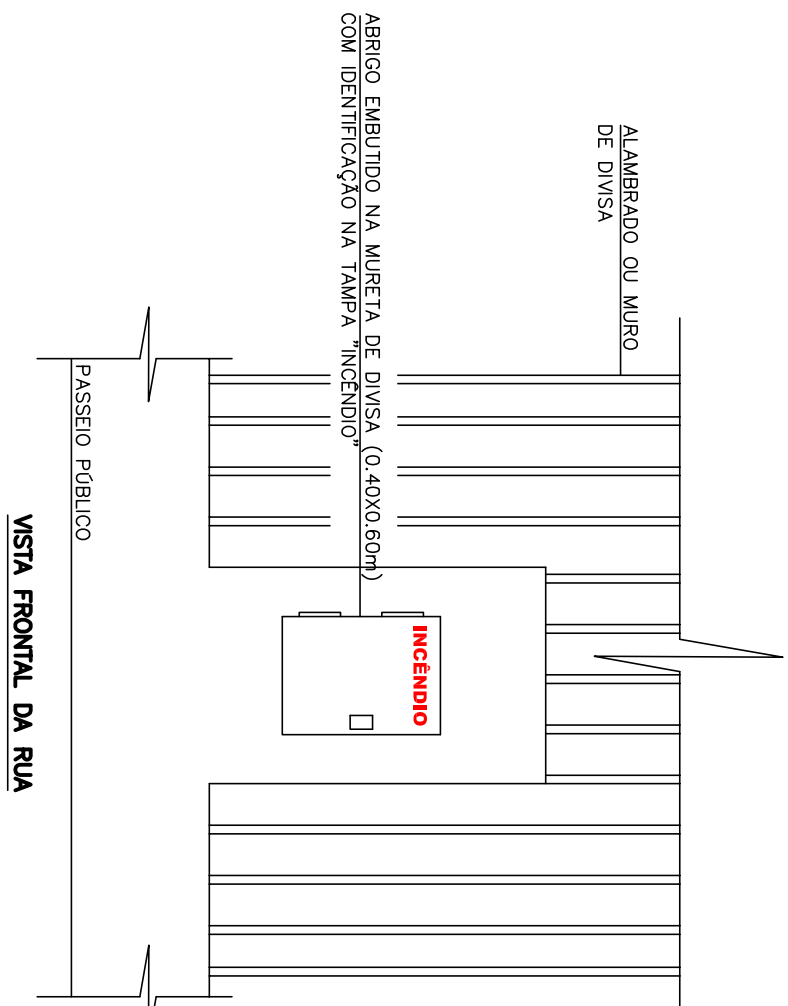 ALAMBRADO OU MURO
DE DIVISA
ABRIGO EMBUTIDO NA MURETA DE DIVISA (0.40X0.60m)
COM IDENTIFICAÇÃO NA TAMPA "INCÊNDIO"
INCÊNDIO
PASSEIO PÚBLICO
VISTA FRONTAL DA RUA